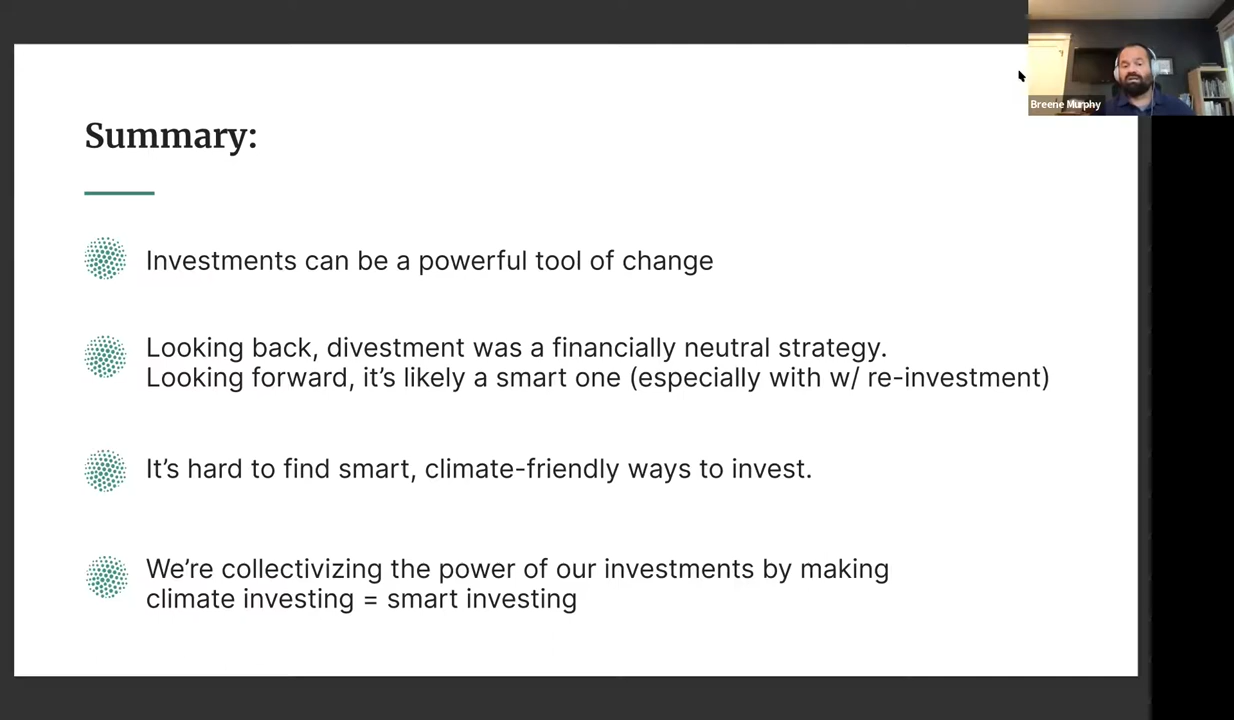 Breene Murphy
Summary:
Investments can be a powerful tool of change
Looking back, divestment was a financially neutral strategy.
Looking forward, it's likely a smart one (especially with w/ re-investment)
It's hard to find smart, climate-friendly ways to invest.
We're collectivizing the power of our investments by making
climate investing = smart investing